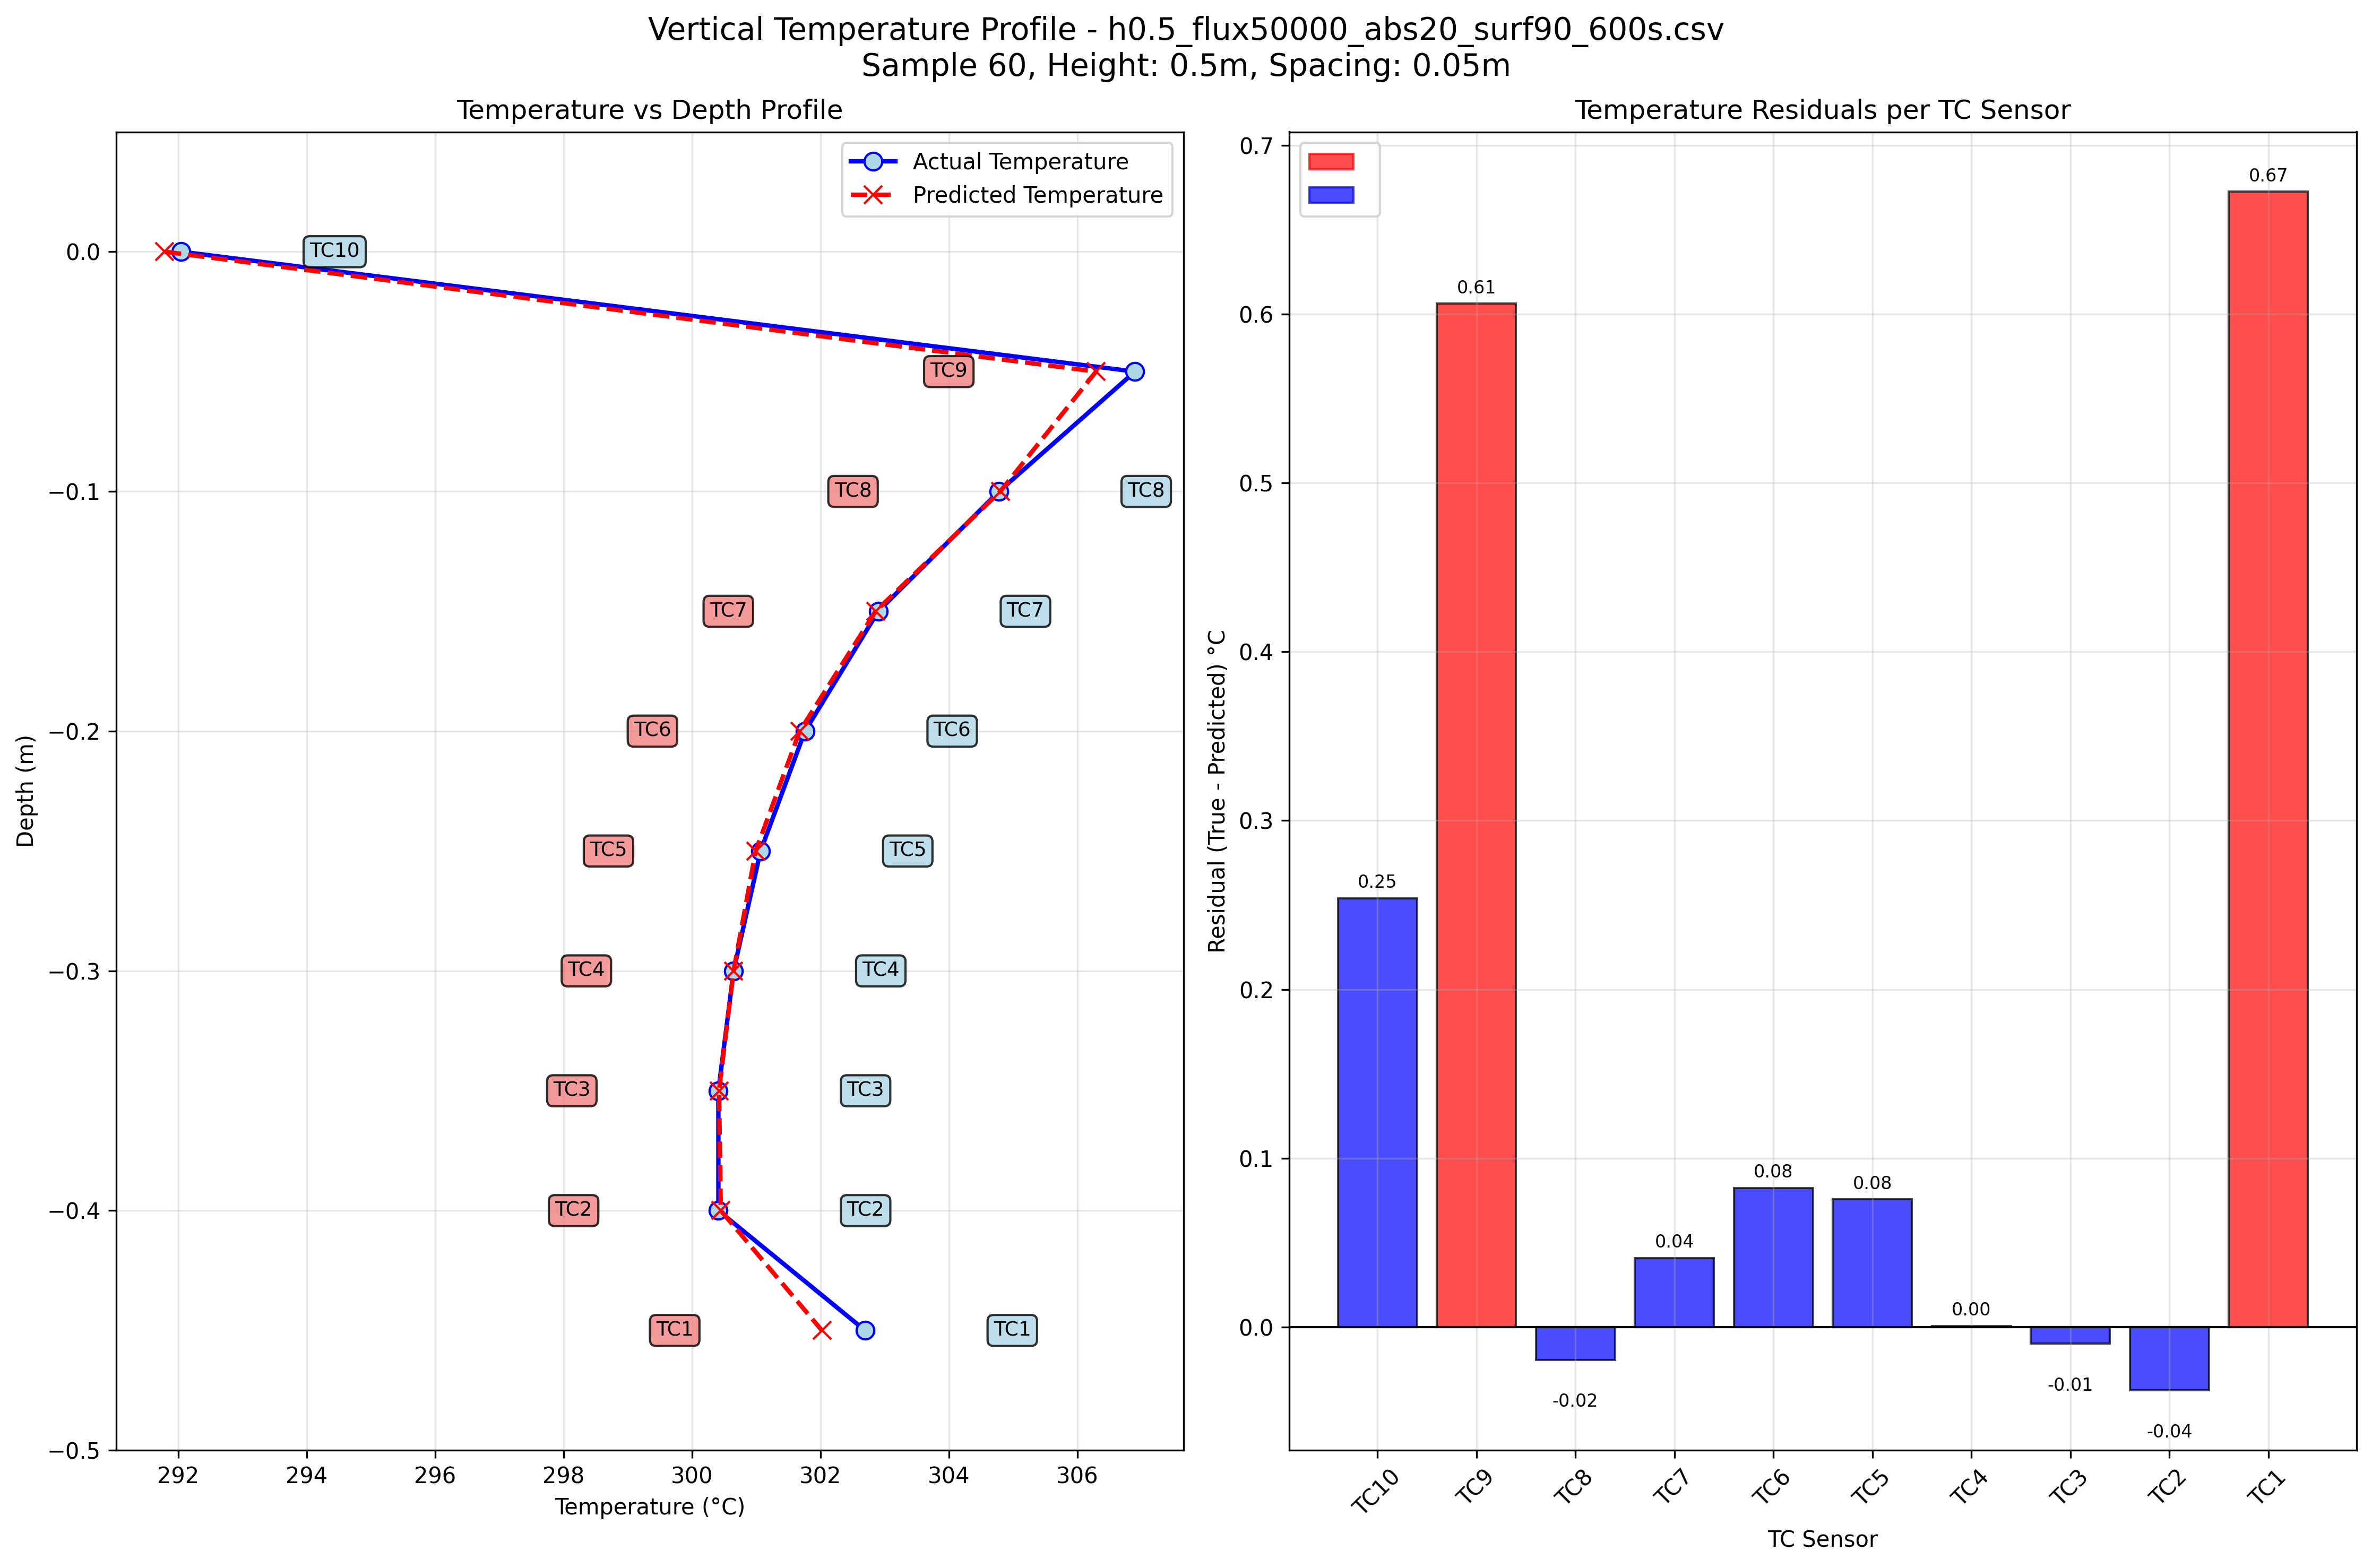 Vertical Temperature Profile - h0.5_flux50000_abs20_surf90_600s.csv
Sample 60, Height: 0.5m, Spacing: 0.05m
Temperature vs Depth Profile
Actual Temperature
Predicted Temperature
TC10
TC9
TC8
TC8
TC7
TC7
TC6
TC6
TC5
TC5
TC4
TC4
TC3
TC3
TC2
TC2
TC1
TC1
0.0
−0.1
−0.2
−0.3
−0.4
−0.5
Depth (m)
292 294 296 298 300 302 304 306
Temperature (°C)
Temperature Residuals per TC Sensor
0.7
0.6
0.5
0.4
0.3
0.2
0.1
0.0
Residual (True - Predicted) °C
0.25
0.61
-0.02
0.04
0.08
0.08
0.00
-0.01
-0.04
0.67
TC10 TC9 TC8 TC7 TC6 TC5 TC4 TC3 TC2 TC1
TC Sensor